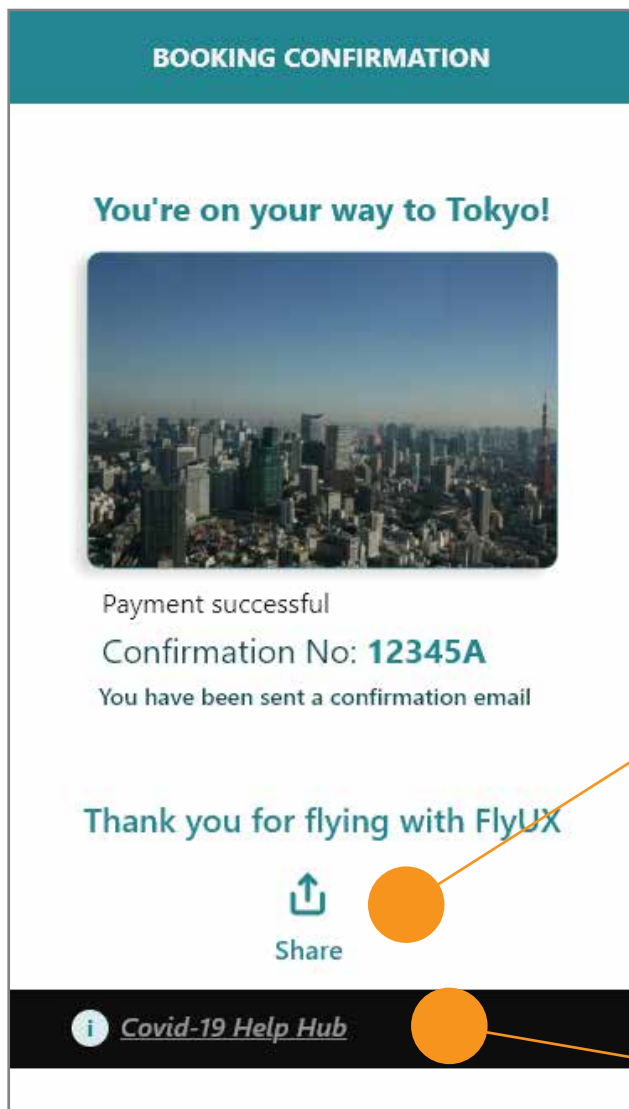 BOOKING CONFIRMATION
You're on your way to Tokyo!
Payment successful
Confirmation No: 12345A
You have been sent a confirmation email
Thank you for flying with FlyUX
Share
i Covid-19 Help Hub